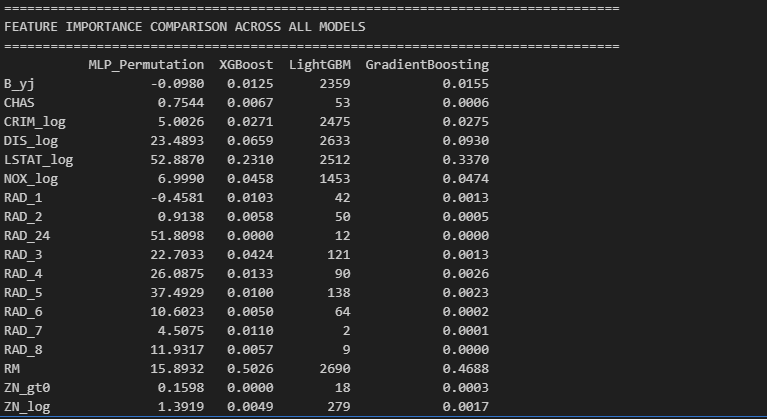 ================================================================================
FEATURE IMPORTANCE COMPARISON ACROSS ALL MODELS
================================================================================
MLP_Permutation XGBoost LightGBM GradientBoosting
B_yj -0.0980 0.0125 2359 0.0155
CHAS 0.7544 0.0067 53 0.0006
CRIM_log 5.0026 0.0271 2475 0.0275
DIS_log 23.4893 0.0659 2633 0.0930
LSTAT_log 52.8870 0.2310 2512 0.3370
NOX_log 6.9990 0.0458 1453 0.0474
RAD_1 -0.4581 0.0103 42 0.0013
RAD_2 0.9138 0.0058 50 0.0005
RAD_24 51.8098 0.0000 12 0.0000
RAD_3 22.7033 0.0424 121 0.0013
RAD_4 26.0875 0.0133 90 0.0026
RAD_5 37.4929 0.0100 138 0.0023
RAD_6 10.6023 0.0050 64 0.0002
RAD_7 4.5075 0.0110 2 0.0001
RAD_8 11.9317 0.0057 9 0.0000
RM 15.8932 0.5026 2690 0.4688
ZN_gt0 0.1598 0.0000 18 0.0003
ZN_log 1.3919 0.0049 279 0.0017